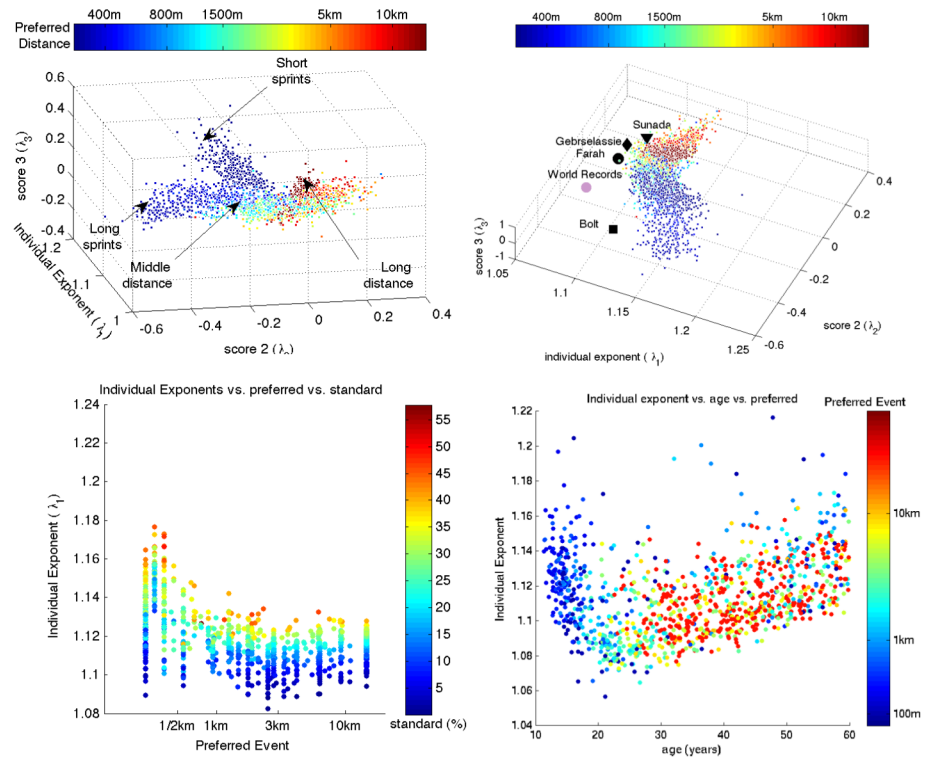 400m 800m 1500m 5km 10km
Preferred
Distance
Short
sprints
0.6
0.4
0.2
0
-0.2
-0.4
score 3 (λ3)
Long
sprints
Middle
distance
Long
distance
1.2
1.1
1
Individual Exponent (λ1)
-0.6 -0.4 -0.2 0 0.2 0.4
score 2
400m 800m 1500m 5km 10km
Sunada
Gebrselassie
Farah
World Records
Bolt
1
0
-1
score 3 (λ3)
1.05
1.1
1.15
1.2
1.25
0.4
0.2
0
-0.2
-0.4
-0.6
score 2 (λ2)
individual exponent (λ1)
Individual Exponents vs. preferred vs. standard
1.24
1.22
1.2
1.18
1.16
1.14
1.12
1.1
1.08
Individual Exponent (λ1)
1/2km 1km 3km 10km
Preferred Event
55
50
45
40
35
30
25
20
15
10
5
standard (%)
Individual exponent vs. age vs. preferred
Preferred Event
1.22
1.2
1.18
1.16
1.14
1.12
1.1
1.08
1.06
1.04
Individual Exponent
10 20 30 40 50 60
age (years)
10km
1km
100m